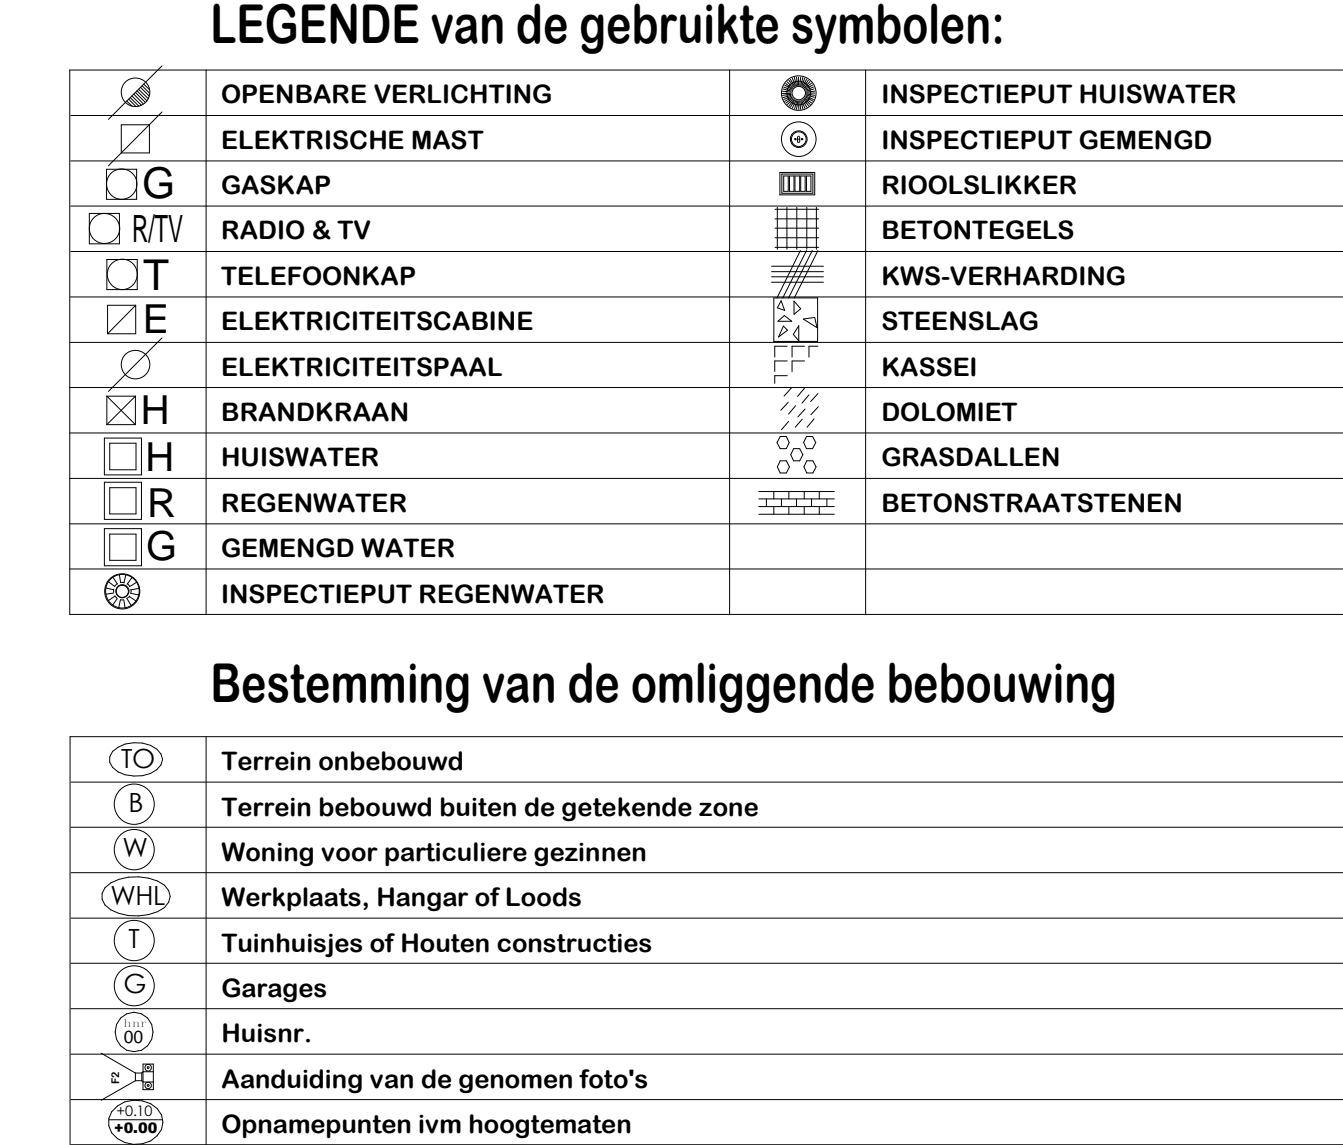 LEGENDE van de gebruikte symbolen:
OPENBARE VERLICHTING INSPECTIEPUT HUISWATER
ELEKTRISCHE MAST INSPECTIEPUT GEMENGD
G GASKAP RIOOLSLIKKER
R/TV RADIO & TV BETONTEGELS
T TELEFOONKAP KWS-VERHARDING
E ELEKTRICITEITSCABINE STEENSLAG
ELEKTRICITEITSPAAL KASSEI
H BRANDKRAAN DOLOMIET
H HUISWATER GRASDALLEN
R REGENWATER BETONSTRAATSTENEN
G GEMENGD WATER
INSPECTIEPUT REGENWATER
Bestemming van de omliggende bebouwing
TO Terrein onbebouwd
B Terrein bebouwd buiten de getekende zone
W Woning voor particuliere gezinnen
WHL Werkplaats, Hangar of Loods
T Tuinhuisjes of Houten constructies
G Garages
hnr
00 Huisnr.
F2 Aanduiding van de genomen foto's
+0.10
+0.00 Opnamepunten ivm hoogtematen